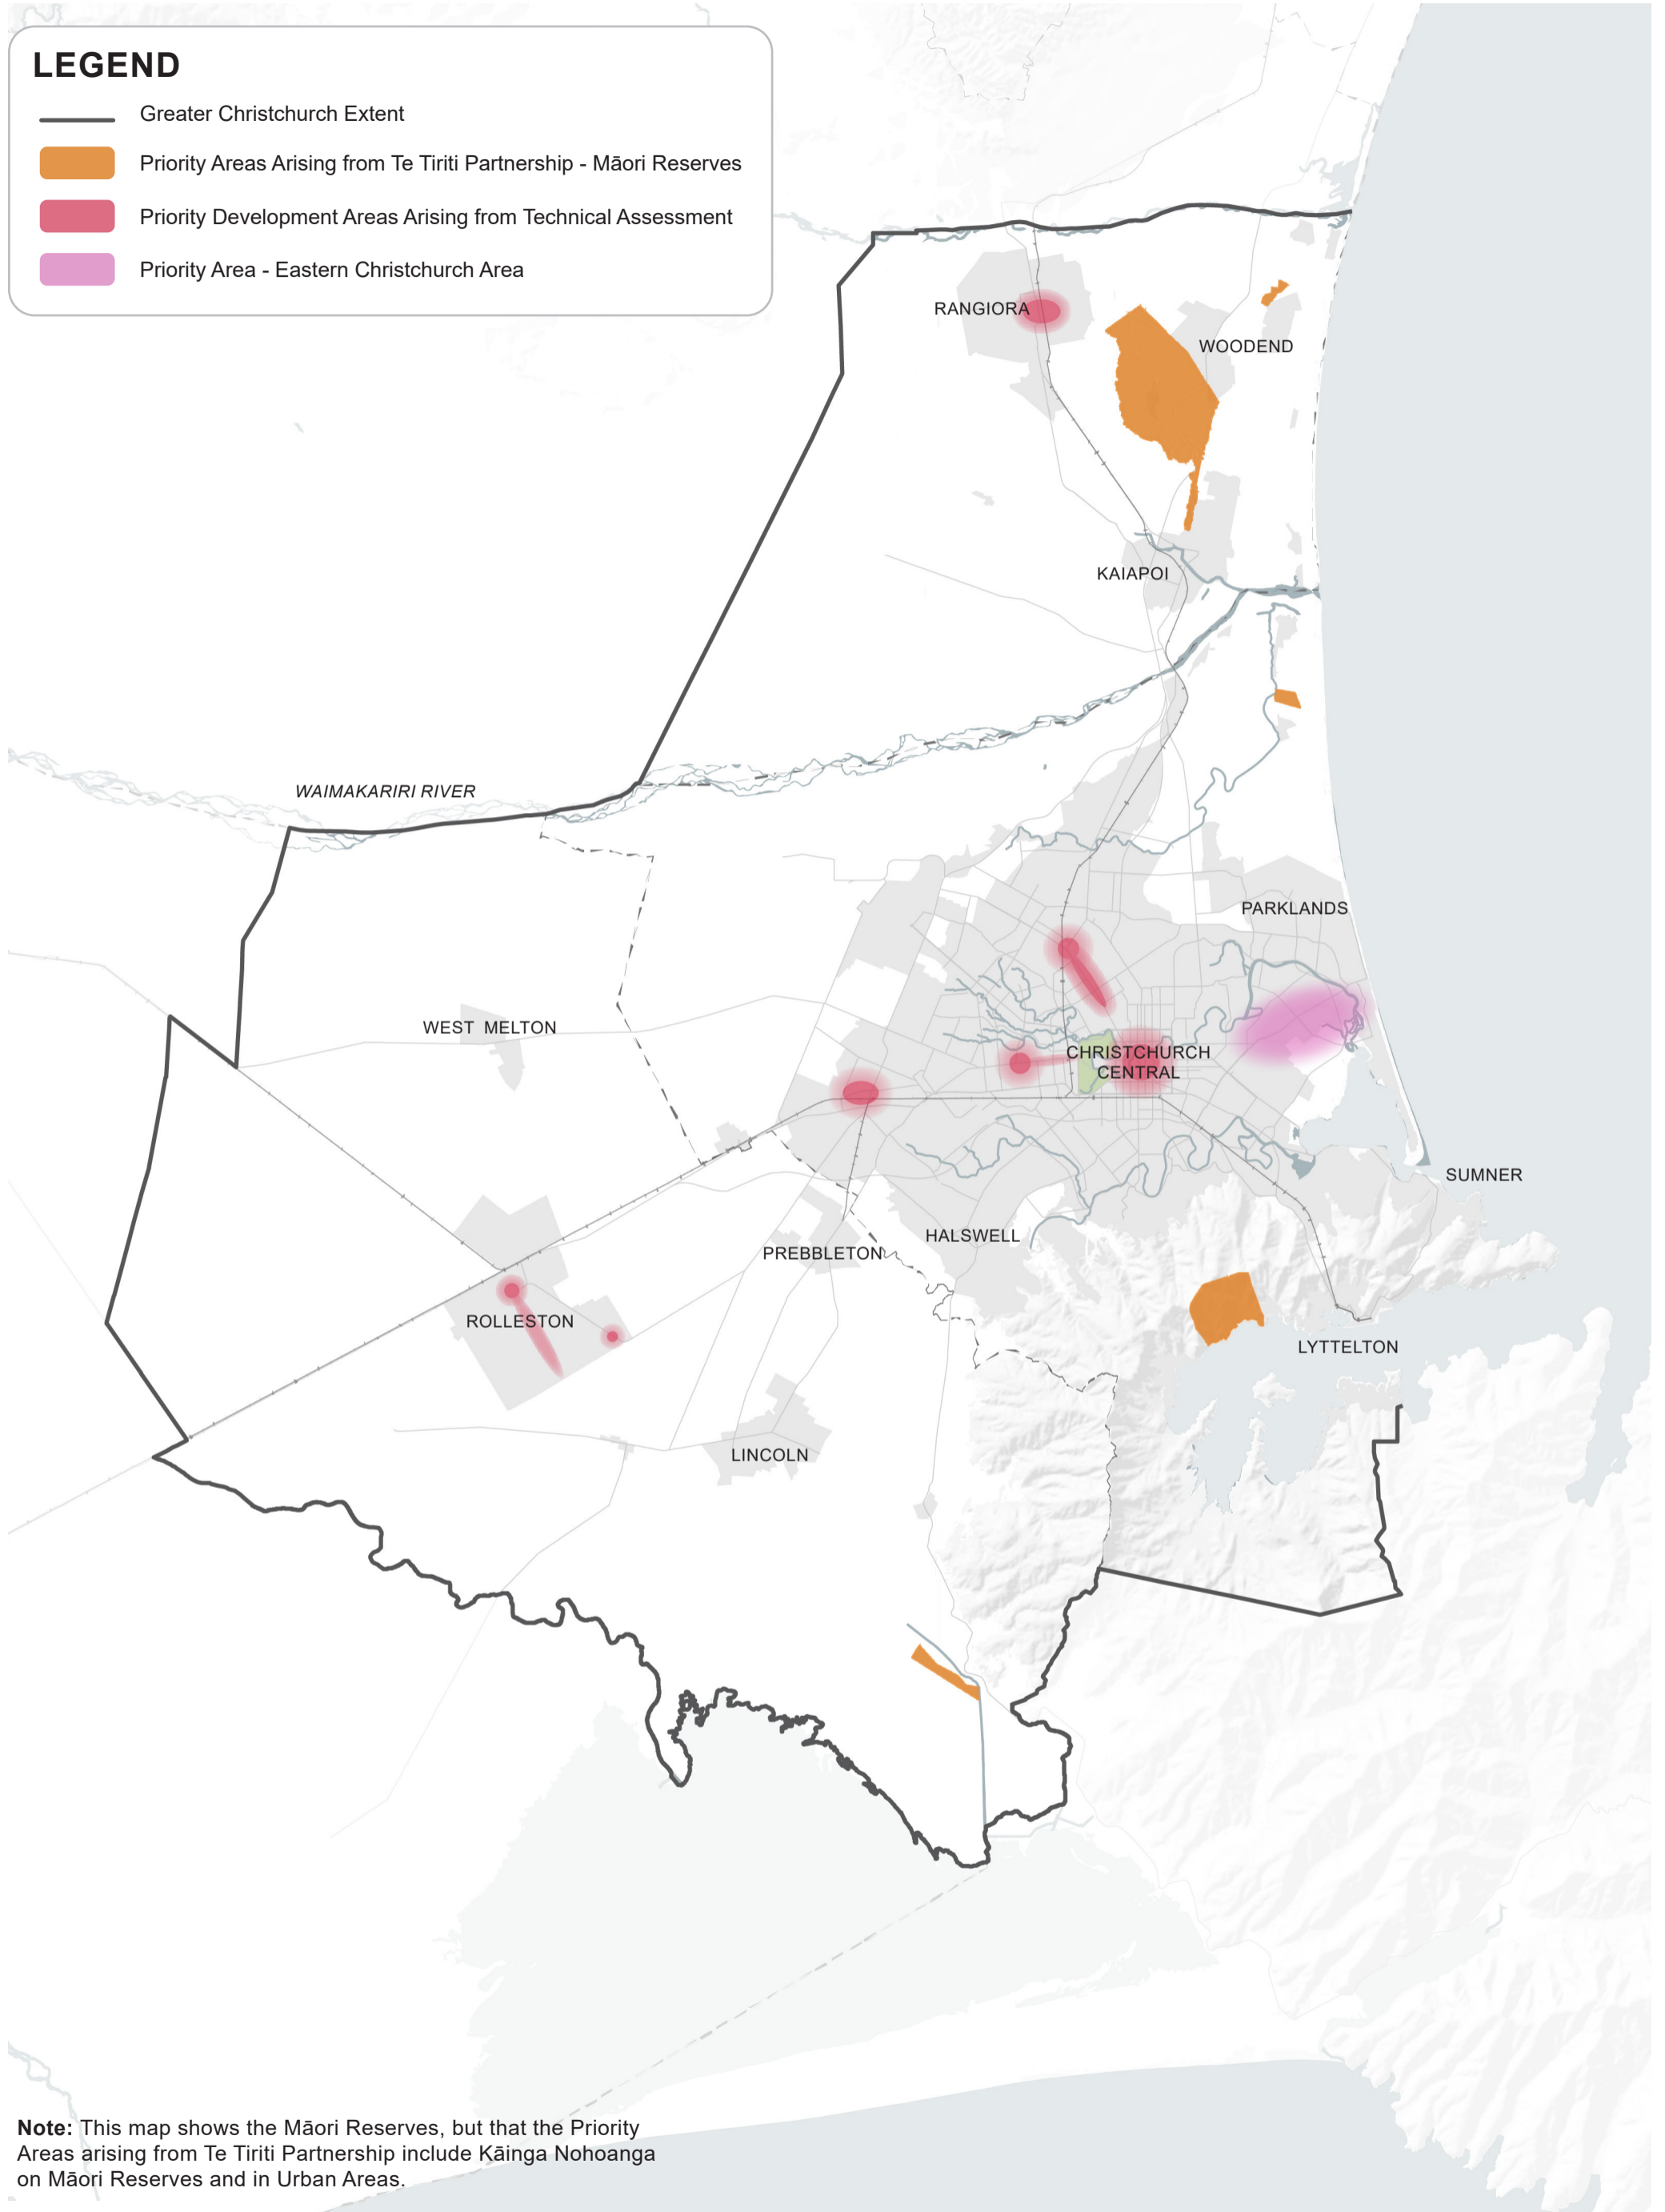 LEGEND
Greater Christchurch Extent
Priority Areas Arising from Te Tiriti Partnership - Māori Reserves
Priority Development Areas Arising from Technical Assessment
Priority Area - Eastern Christchurch Area
RANGIORA
WOODEND
KAIAPOI
WAIMAKARIRI RIVER
PARKLANDS
WEST MELTON
CHRISTCHURCH
CENTRAL
SUMNER
HALSWELL
PREBBLETON
ROLLESTON
LYTTELTON
LINCOLN
Note: This map shows the Māori Reserves, but that the Priority
Areas arising from Te Tiriti Partnership include Kāinga Nohoanga
on Māori Reserves and in Urban Areas.